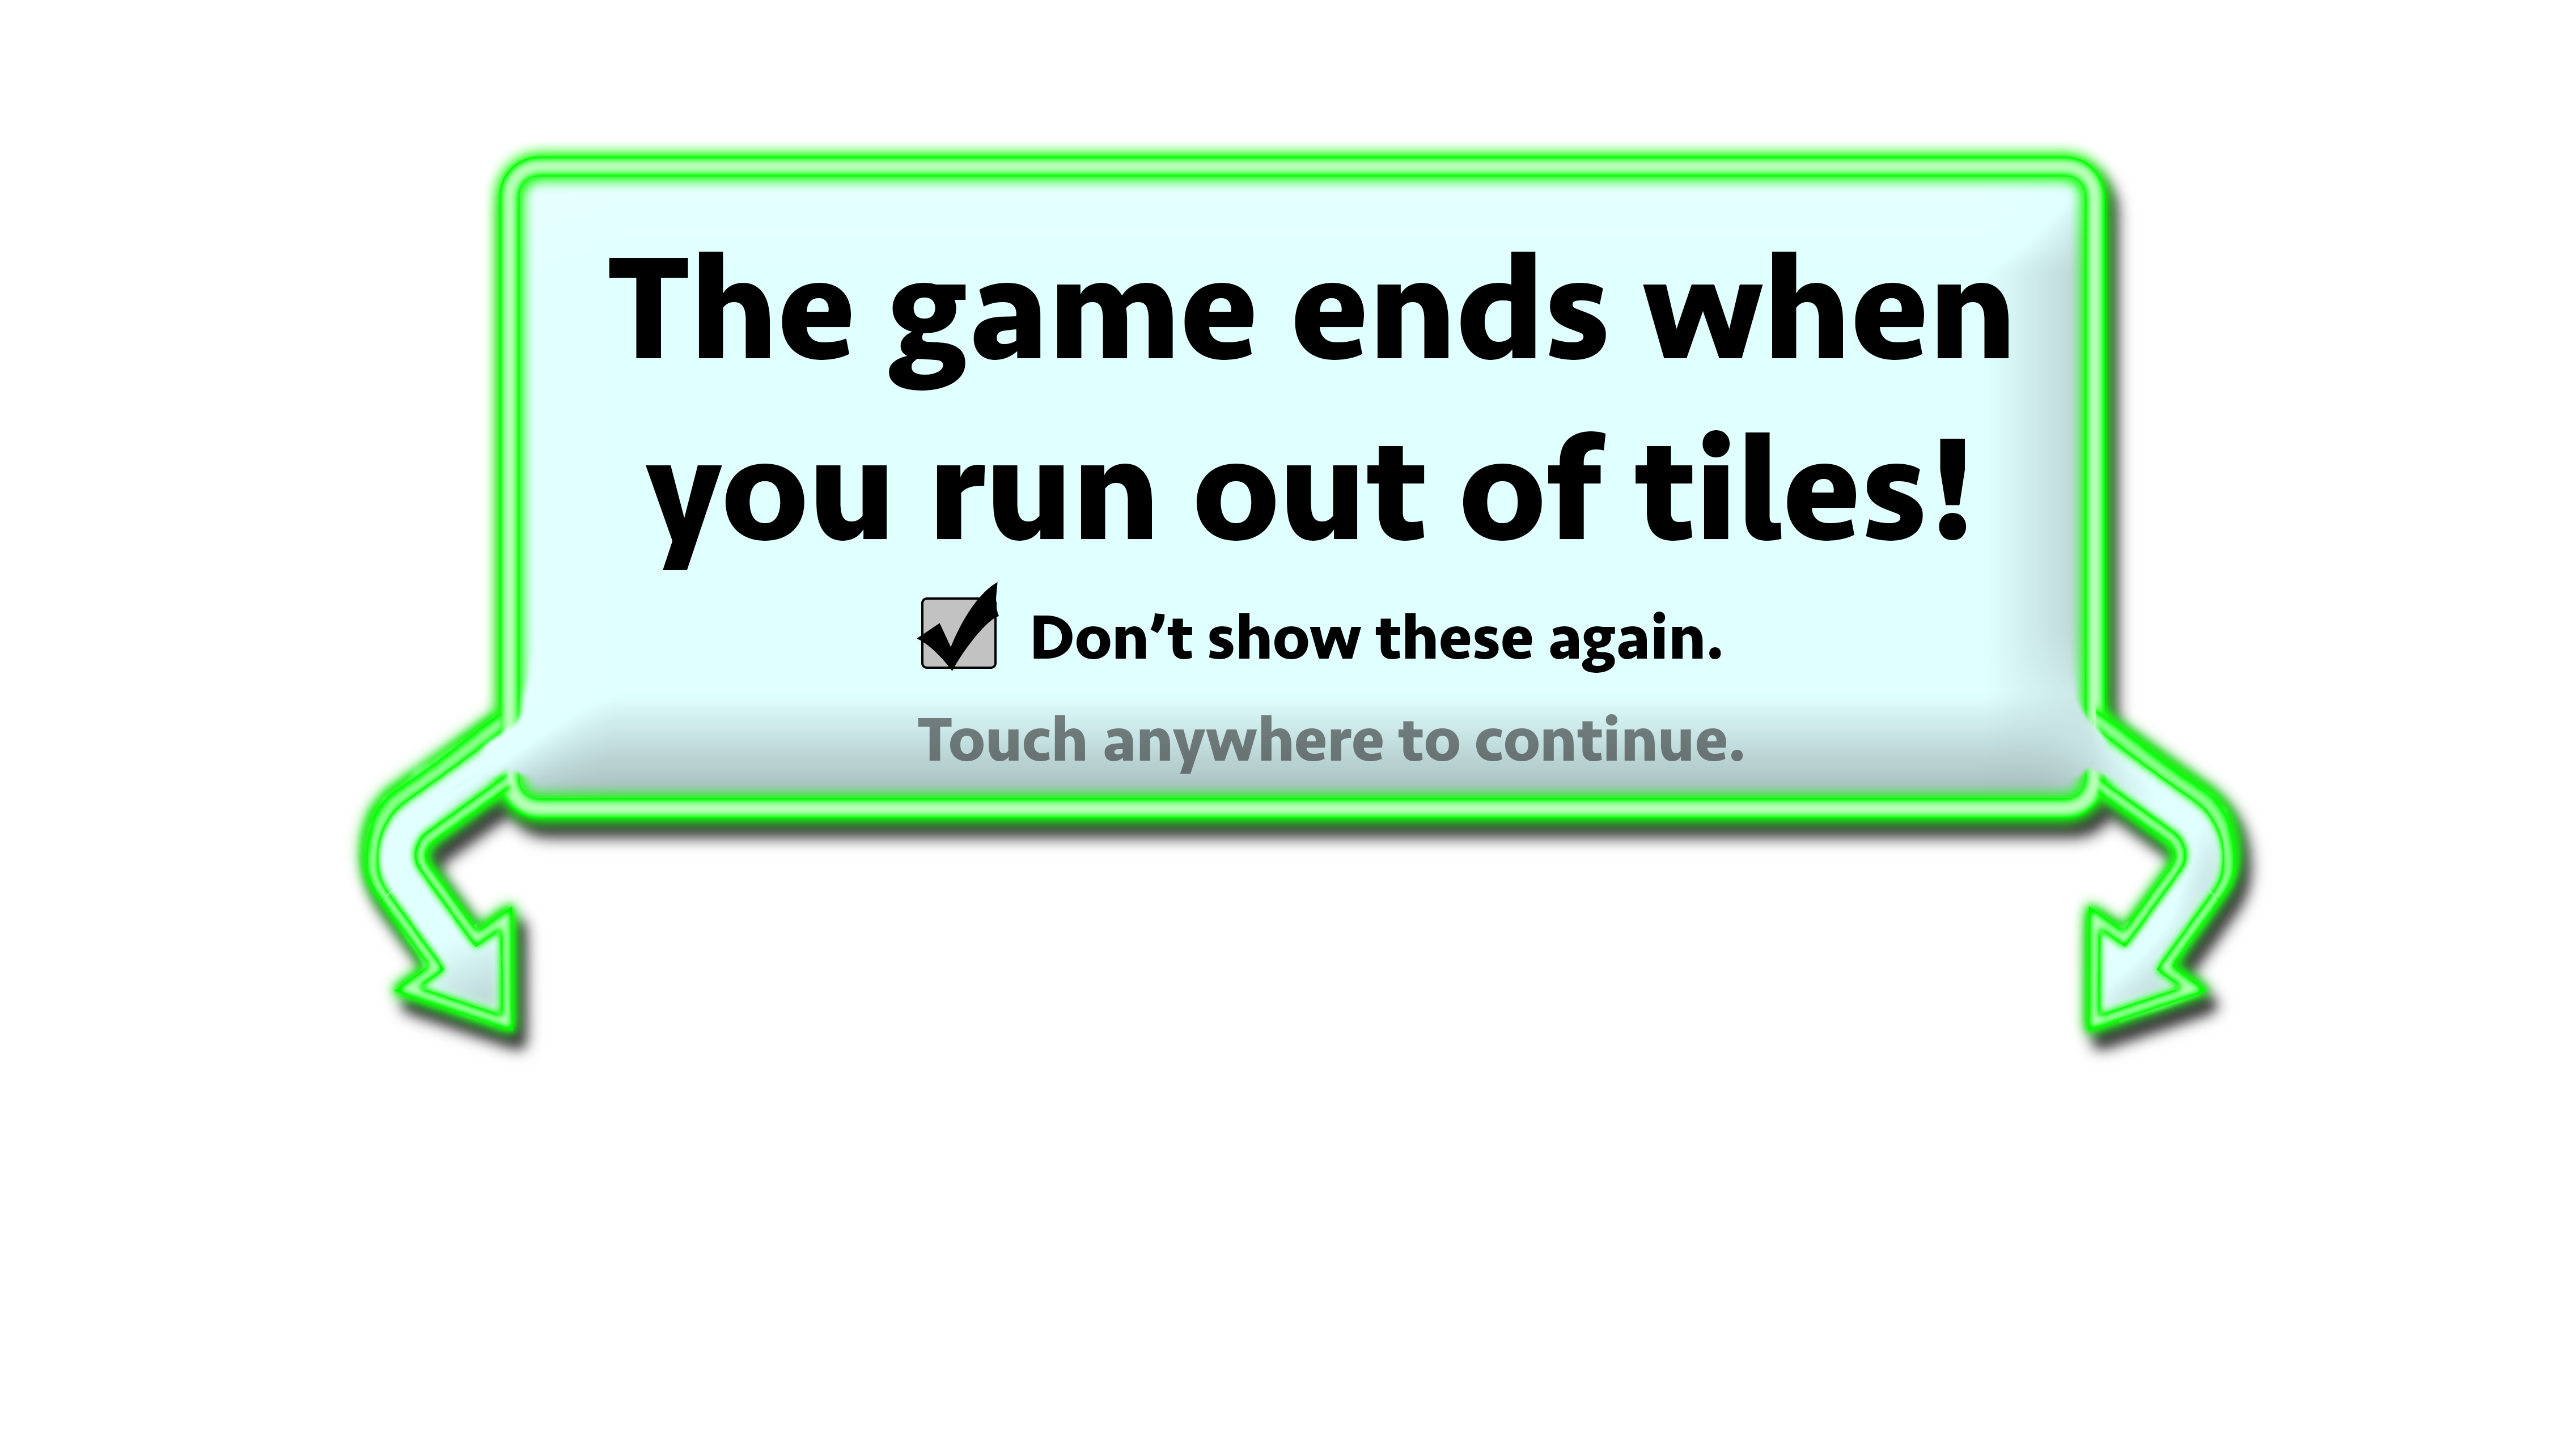 The game ends when
you run out of tiles!
Don’t show these again.
Touch anywhere to continue.